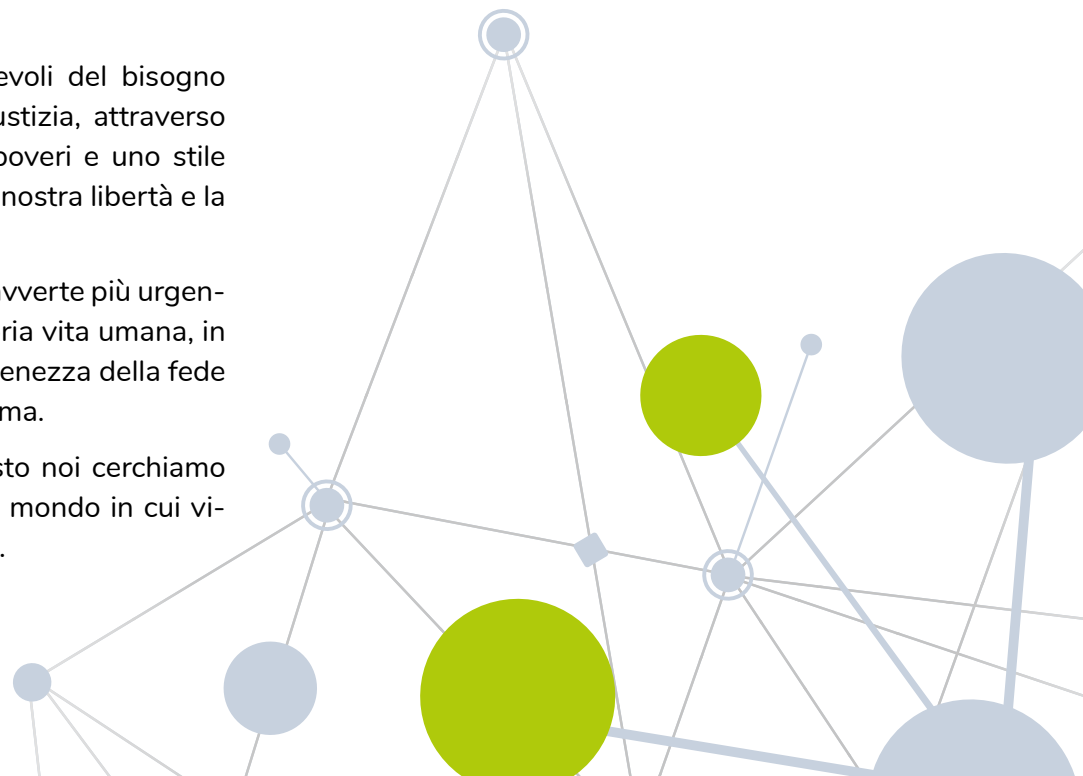 evoli del bisogno
ustizia, attraverso
poveri e uno stile
nostra libertà e la
avverte più urgen-
ria vita umana, in
enezza della fede
ma.
sto noi cerchiamo
mondo in cui vi-
.